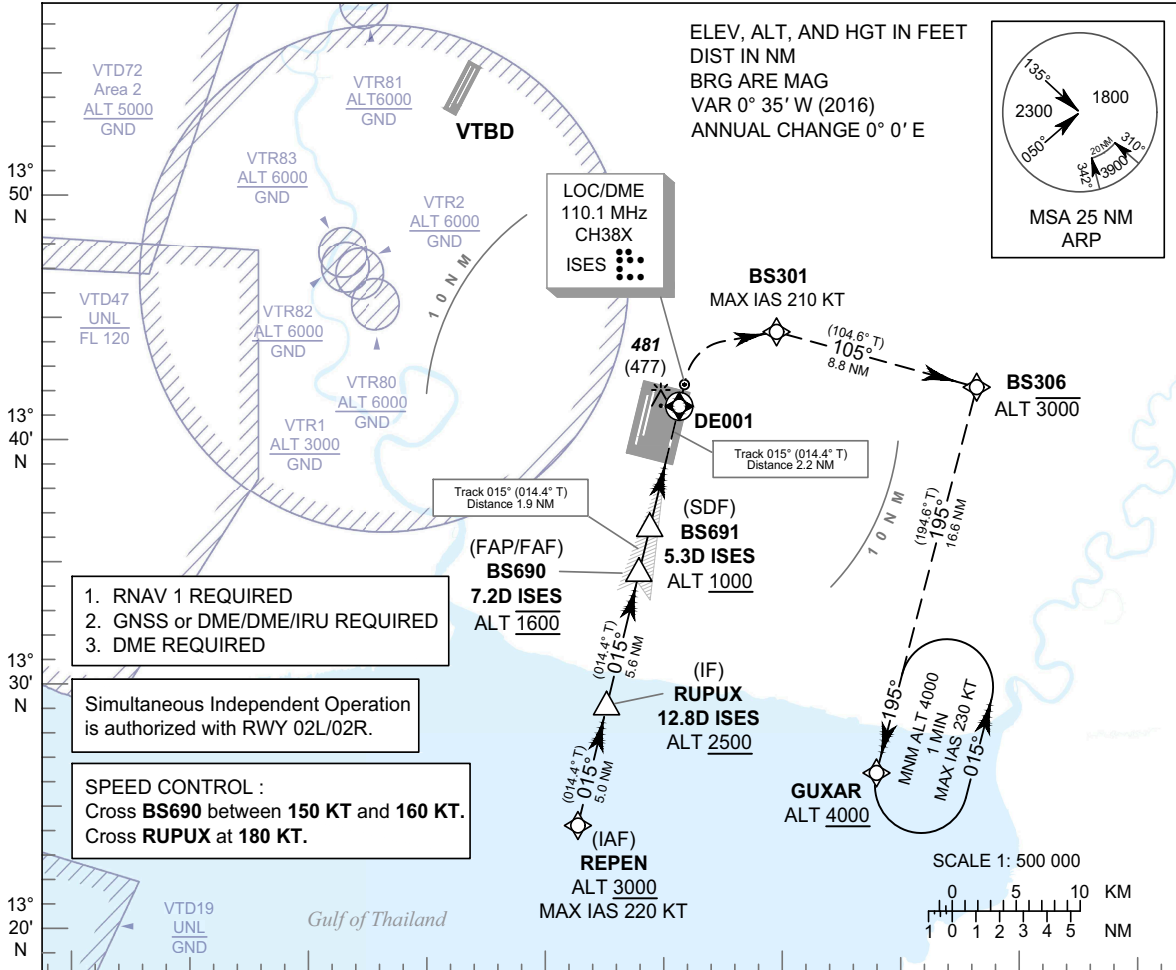 ELEV, ALT, AND HGT IN FEET
DIST IN NM
BRG ARE MAG
VAR 0° 35' W (2016)
ANNUAL CHANGE 0° 0' E
135°
2300
1800
050°
20NM
310°
342°
3900
MSA 25 NM
ARP
VTD72
Area 2
ALT 5000
GND
VTR81
ALT6000
GND
VTBD
VTR83
ALT 6000
GND
VTR2
ALT 6000
GND
13°
50'
N
10 NM
LOC/DME
110.1 MHz
CH38X
ISES
BS301
MAX IAS 210 KT
VTD47
UNL
FL 120
VTR82
ALT 6000
GND
(104.6° T)
105°
8.8 NM
481
(477)
VTR80
ALT 6000
GND
BS306
ALT 3000
13°
40'
N
VTR1
ALT 3000
GND
DE001
Track 015° (014.4° T)
Distance 2.2 NM
Track 015° (014.4° T)
Distance 1.9 NM
(SDF)
BS691
5.3D ISES
ALT 1000
10 NM
(194.6° T)
195°
16.6 NM
(FAP/FAF)
BS690
7.2D ISES
ALT 1600
1. RNAV 1 REQUIRED
2. GNSS or DME/DME/IRU REQUIRED
3. DME REQUIRED
13°
30'
N
(014.4° T)
015°
5.6 NM
(IF)
RUPUX
12.8D ISES
ALT 2500
Simultaneous Independent Operation
is authorized with RWY 02L/02R.
195°
MNM ALT 4000
1 MIN
MAX IAS 230 KT
015°
SPEED CONTROL :
Cross BS690 between 150 KT and 160 KT.
Cross RUPUX at 180 KT.
(014.4° T)
015°
5.0 NM
GUXAR
ALT 4000
(IAF)
REPEN
ALT 3000
MAX IAS 220 KT
SCALE 1: 500 000
0 5 10 KM
1 0 1 2 3 4 5 NM
13°
20'
N
VTD19
UNL
GND
Gulf of Thailand